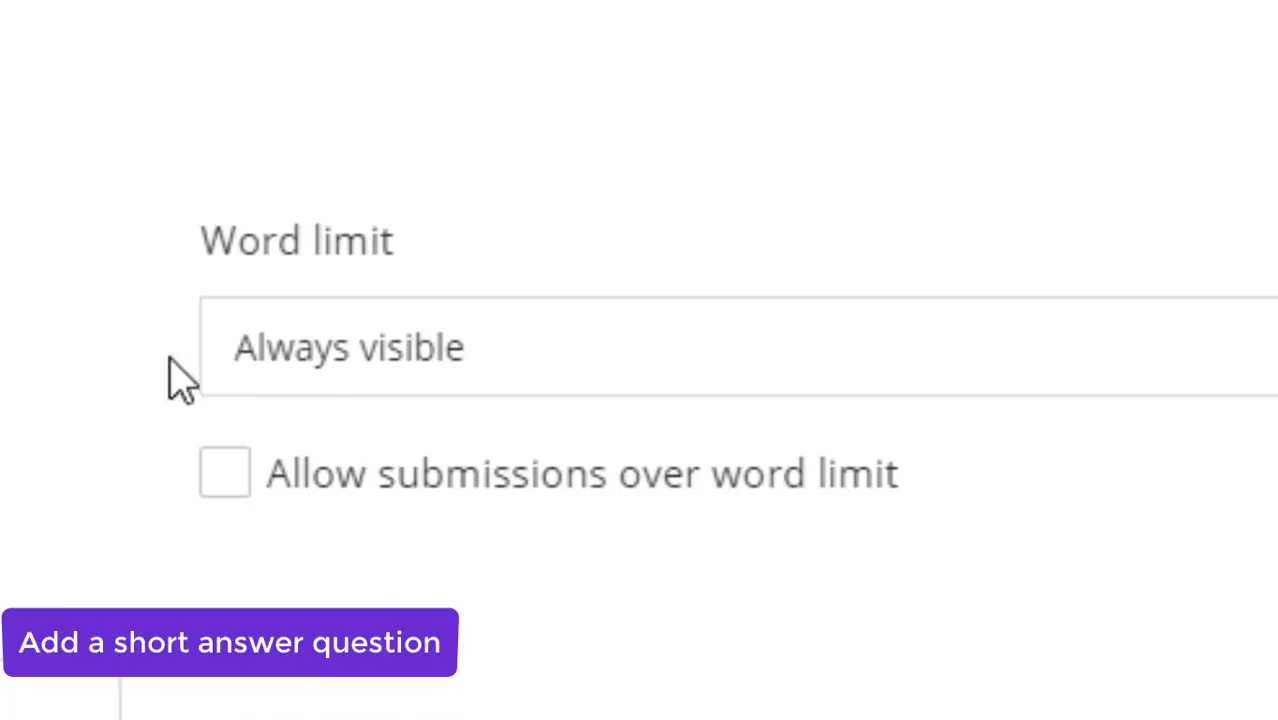 Word limit
Always visible
Allow submissions over word limit
Add a short answer question